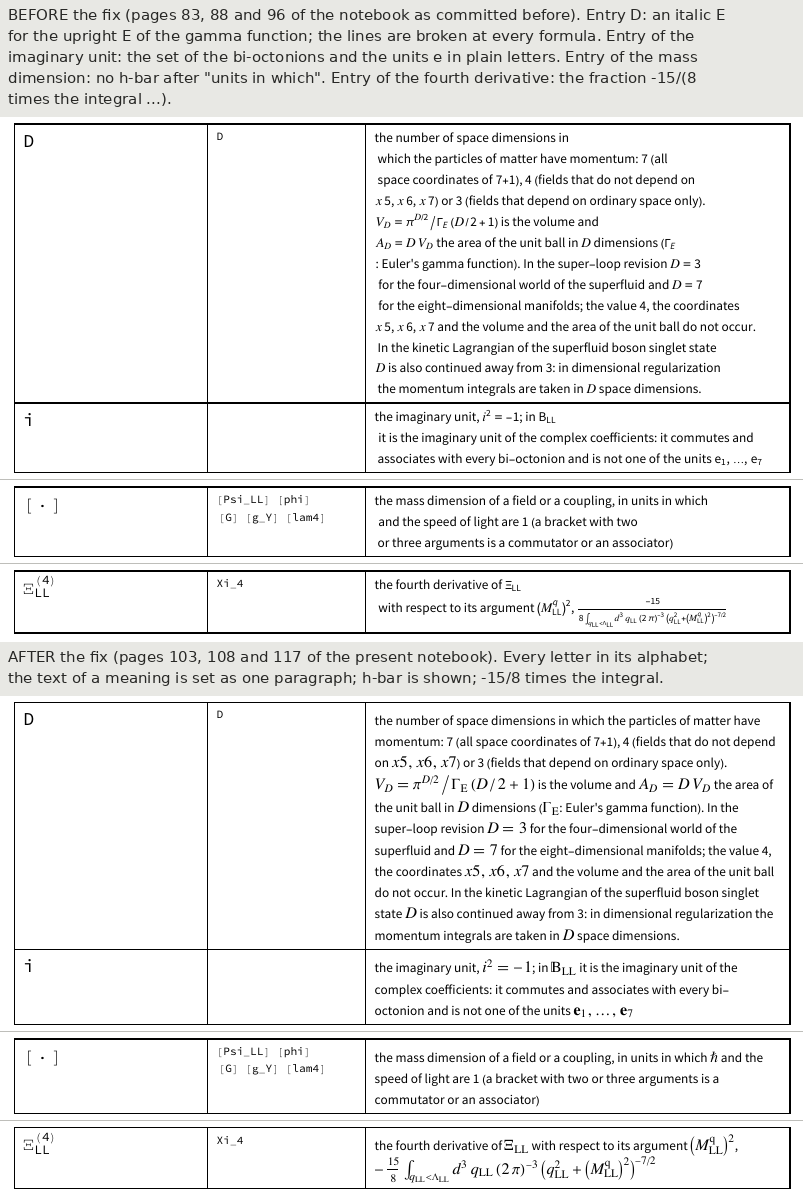 BEFORE the fix (pages 83, 88 and 96 of the notebook as committed before). Entry D: an italic E
for the upright E of the gamma function; the lines are broken at every formula. Entry of the
imaginary unit: the set of the bi-octonions and the units e in plain letters. Entry of the mass
dimension: no h-bar after "units in which". Entry of the fourth derivative: the fraction -15/(8
times the integral ...).
D D the number of space dimensions in
which the particles of matter have momentum: 7 (all
space coordinates of 7+1), 4 (fields that do not depend on
x 5, x 6, x 7) or 3 (fields that depend on ordinary space only).
V_D = π^{D/2} / Γ_E (D / 2 + 1) is the volume and
A_D = D V_D the area of the unit ball in D dimensions (Γ_E
: Euler's gamma function). In the super–loop revision D = 3
for the four–dimensional world of the superfluid and D = 7
for the eight–dimensional manifolds; the value 4, the coordinates
x 5, x 6, x 7 and the volume and the area of the unit ball do not occur.
In the kinetic Lagrangian of the superfluid boson singlet state
D is also continued away from 3: in dimensional regularization
the momentum integrals are taken in D space dimensions.
i the imaginary unit, i² = −1; in B_LL
it is the imaginary unit of the complex coefficients: it commutes and
associates with every bi–octonion and is not one of the units e₁, …, e₇
[ · ] [Psi_LL] [phi] the mass dimension of a field or a coupling, in units in which
[G] [g_Y] [lam4] and the speed of light are 1 (a bracket with two
or three arguments is a commutator or an associator)
Ξ_LL^(4) Xi_4 the fourth derivative of Ξ_LL
with respect to its argument (M_LL^q)², −15 / 8 ∫_{q_LL<Λ_LL} d³ q_LL (2 π)^{−3} (q_LL² + (M_LL^q)²)^{−7/2}
AFTER the fix (pages 103, 108 and 117 of the present notebook). Every letter in its alphabet;
the text of a meaning is set as one paragraph; h-bar is shown; -15/8 times the integral.
D D the number of space dimensions in which the particles of matter have
momentum: 7 (all space coordinates of 7+1), 4 (fields that do not depend
on x5, x6, x7) or 3 (fields that depend on ordinary space only).
V_D = π^{D/2} / Γ_E (D / 2 + 1) is the volume and A_D = D V_D the area of
the unit ball in D dimensions (Γ_E: Euler's gamma function). In the
super–loop revision D = 3 for the four–dimensional world of the
superfluid and D = 7 for the eight–dimensional manifolds; the value 4,
the coordinates x5, x6, x7 and the volume and the area of the unit ball
do not occur. In the kinetic Lagrangian of the superfluid boson singlet
state D is also continued away from 3: in dimensional regularization the
momentum integrals are taken in D space dimensions.
i the imaginary unit, i² = −1; in 𝔹_LL it is the imaginary unit of the
complex coefficients: it commutes and associates with every bi–
octonion and is not one of the units e₁, …, e₇
[ · ] [Psi_LL] [phi] the mass dimension of a field or a coupling, in units in which ℏ and the
[G] [g_Y] [lam4] speed of light are 1 (a bracket with two or three arguments is a
commutator or an associator)
Ξ_LL^(4) Xi_4 the fourth derivative of Ξ_LL with respect to its argument (M_LL^q)²,
− 15/8 ∫_{q_LL<Λ_LL} d³ q_LL (2 π)^{−3} (q_LL² + (M_LL^q)²)^{−7/2}